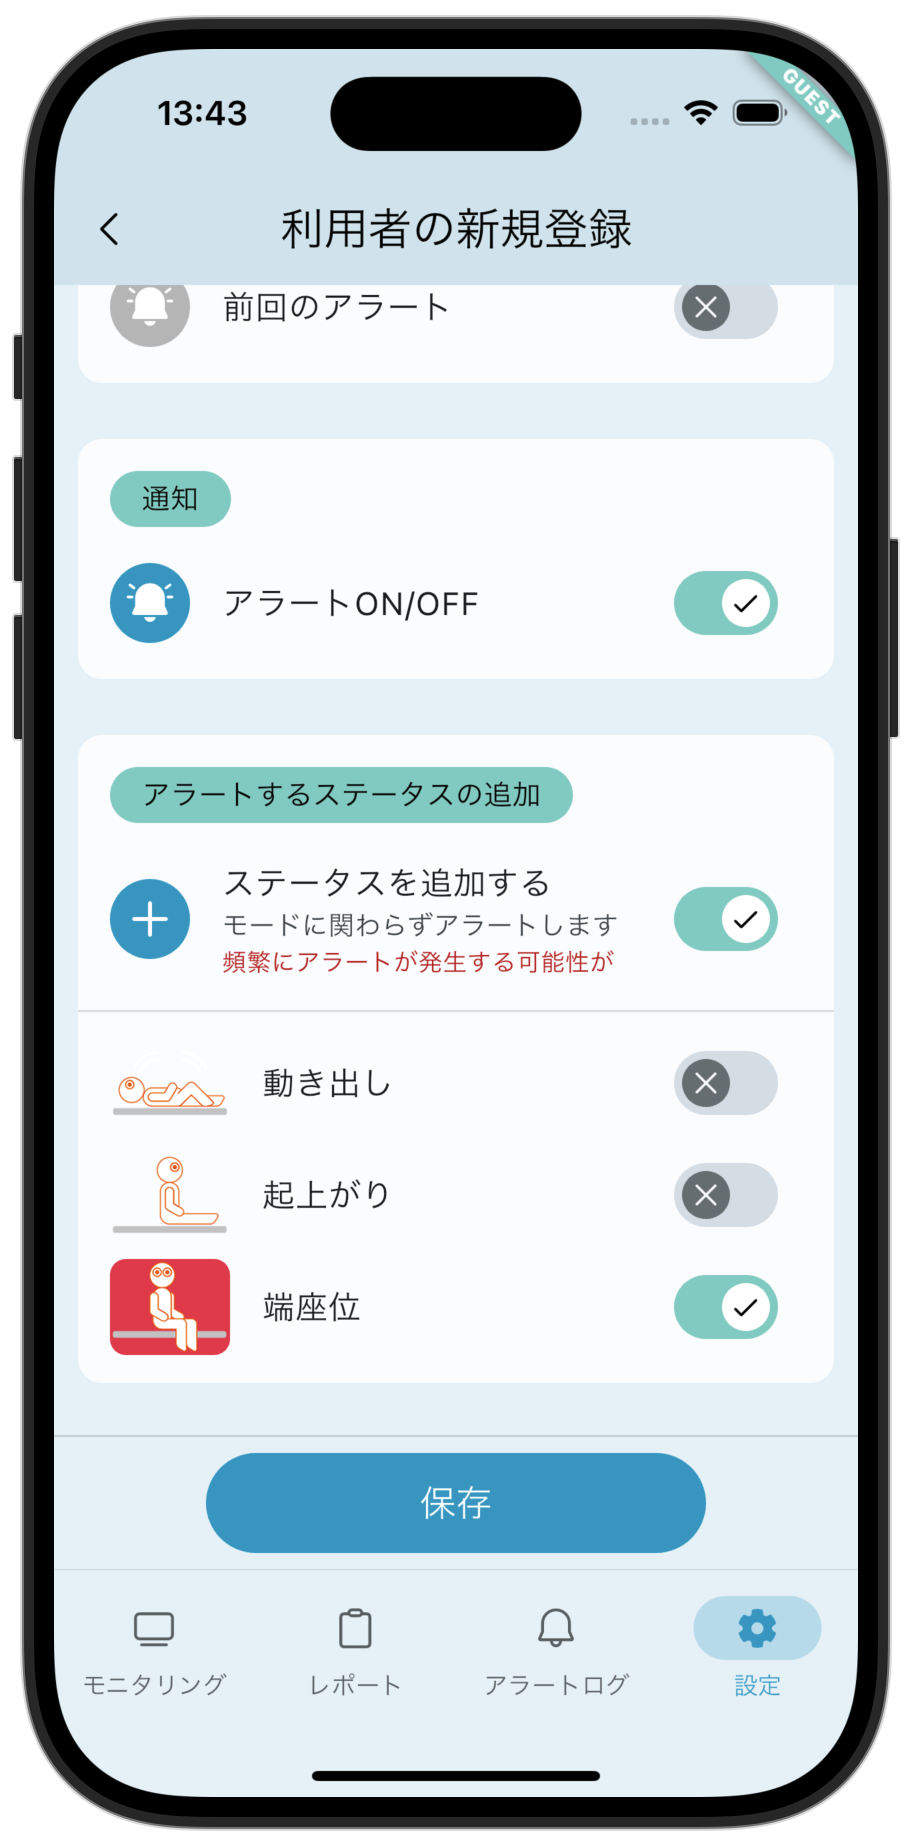 13:43
GUEST
利用者の新規登録
前回のアラート
通知
アラートON/OFF
アラートするステータスの追加
ステータスを追加する
モードに関わらずアラートします
頻繁にアラートが発生する可能性が
動き出し
起上がり
端座位
保存
モニタリング
レポート
アラートログ
設定